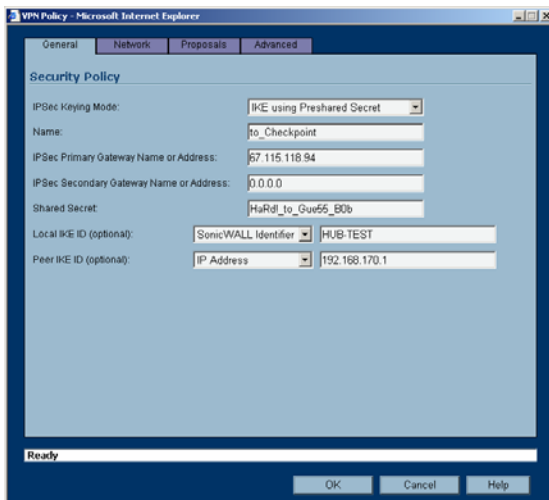 VPN Policy - Microsoft Internet Explorer
General Network Proposals Advanced
Security Policy
IPSec Keying Mode: IKE using Preshared Secret
Name: to_Checkpoint
IPSec Primary Gateway Name or Address: 67.115.118.94
IPSec Secondary Gateway Name or Address: 0.0.0.0
Shared Secret: HaRd!_to_Gue55_B0b
Local IKE ID (optional): SonicWALL Identifier HUB-TEST
Peer IKE ID (optional): IP Address 192.168.170.1
Ready
OK Cancel Help